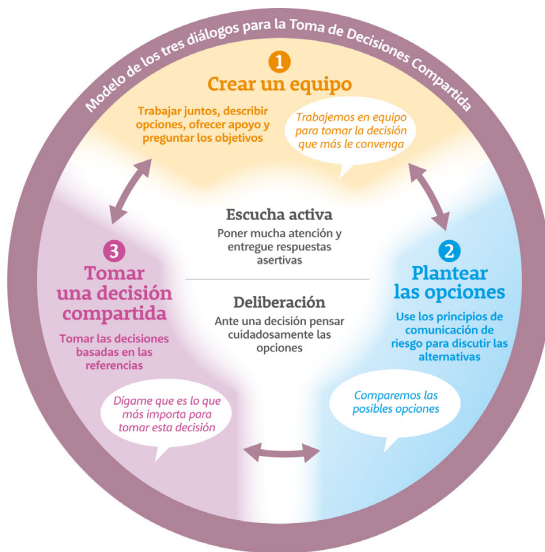 Modelo de los tres diálogos para la Toma de Decisiones Compartida
1
Crear un equipo
Trabajar juntos, describir
opciones, ofrecer apoyo y
preguntar los objetivos
Trabajemos en equipo
para tomar la decisión
que más le convenga
Escucha activa
Poner mucha atención y
entregue respuestas
asertivas
Deliberación
Ante una decisión pensar
cuidadosamente las
opciones
2
Plantear
las opciones
Use los principios de
comunicación de
riesgo para discutir las
alternativas
Comparemos las
posibles opciones
3
Tomar
una decisión
compartida
Tomar las decisiones
basadas en las
referencias
Dígame que es lo que
más importa para
tomar esta decisión